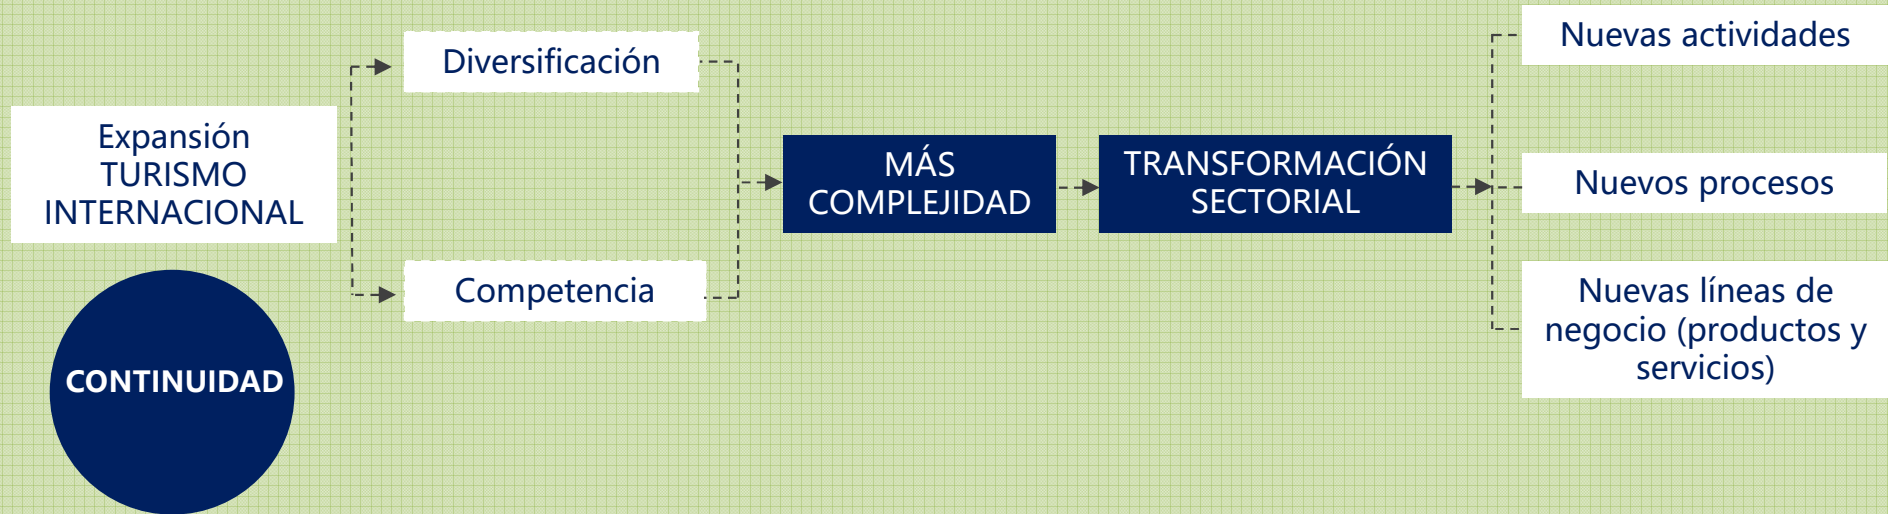 Expansión
TURISMO
INTERNACIONAL
CONTINUIDAD
Diversificación
Competencia
MÁS
COMPLEJIDAD
TRANSFORMACIÓN
SECTORIAL
Nuevas actividades
Nuevos procesos
Nuevas líneas de
negocio (productos y
servicios)